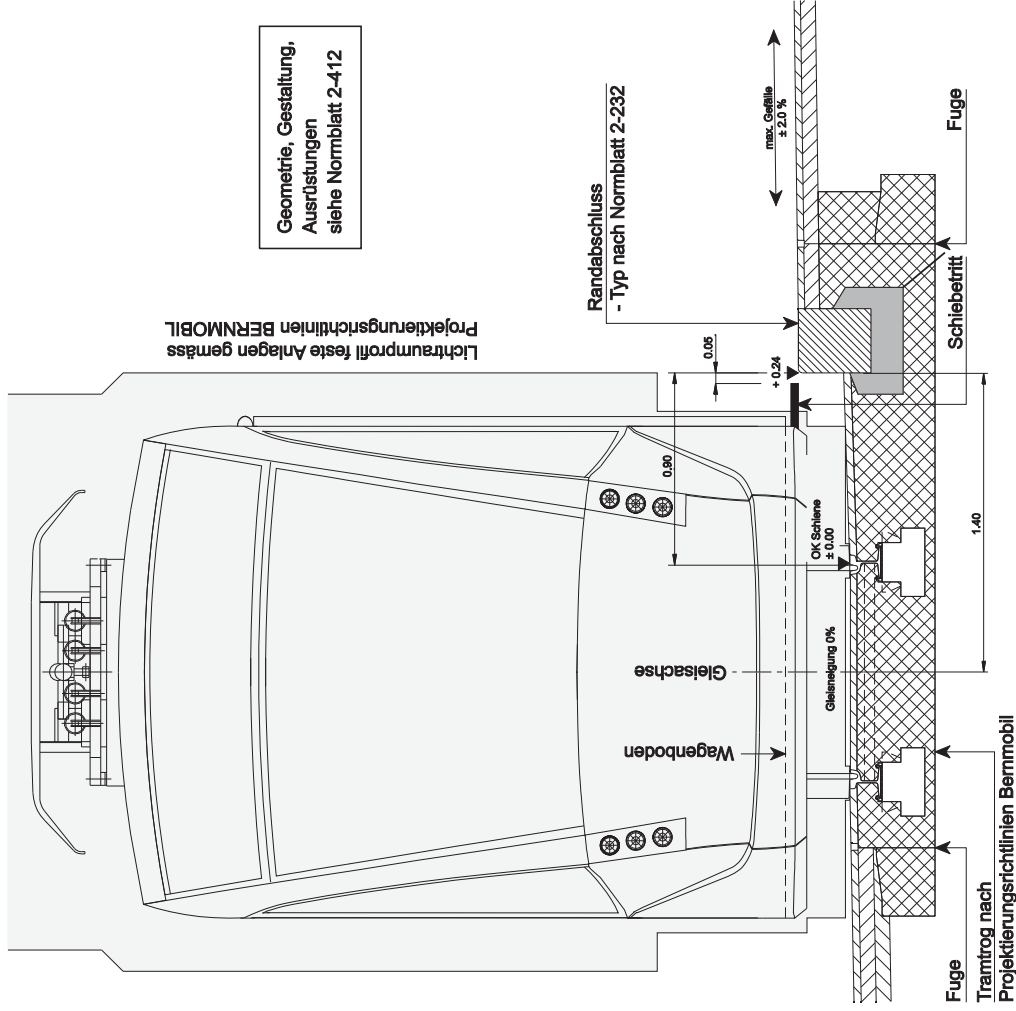 Geometrie, Gestaltung,
Ausrüstungen
siehe Normblatt 2-412
Lichtraumprofil feste Anlagen gemäss
Projektierungsrichtlinien BERNMOBIL
Randabschluss
- Typ nach Normblatt 2-232
max. Gefälle
± 2.0 %
0.05
+ 0.24
0.90
OK Schiene
± 0.00
Gleisneigung 0%
Gleisachse
Wagenboden
Fuge
Schiebetritt
1.40
Fuge
Tramtrog nach
Projektierungsrichtlinien Bernmobil